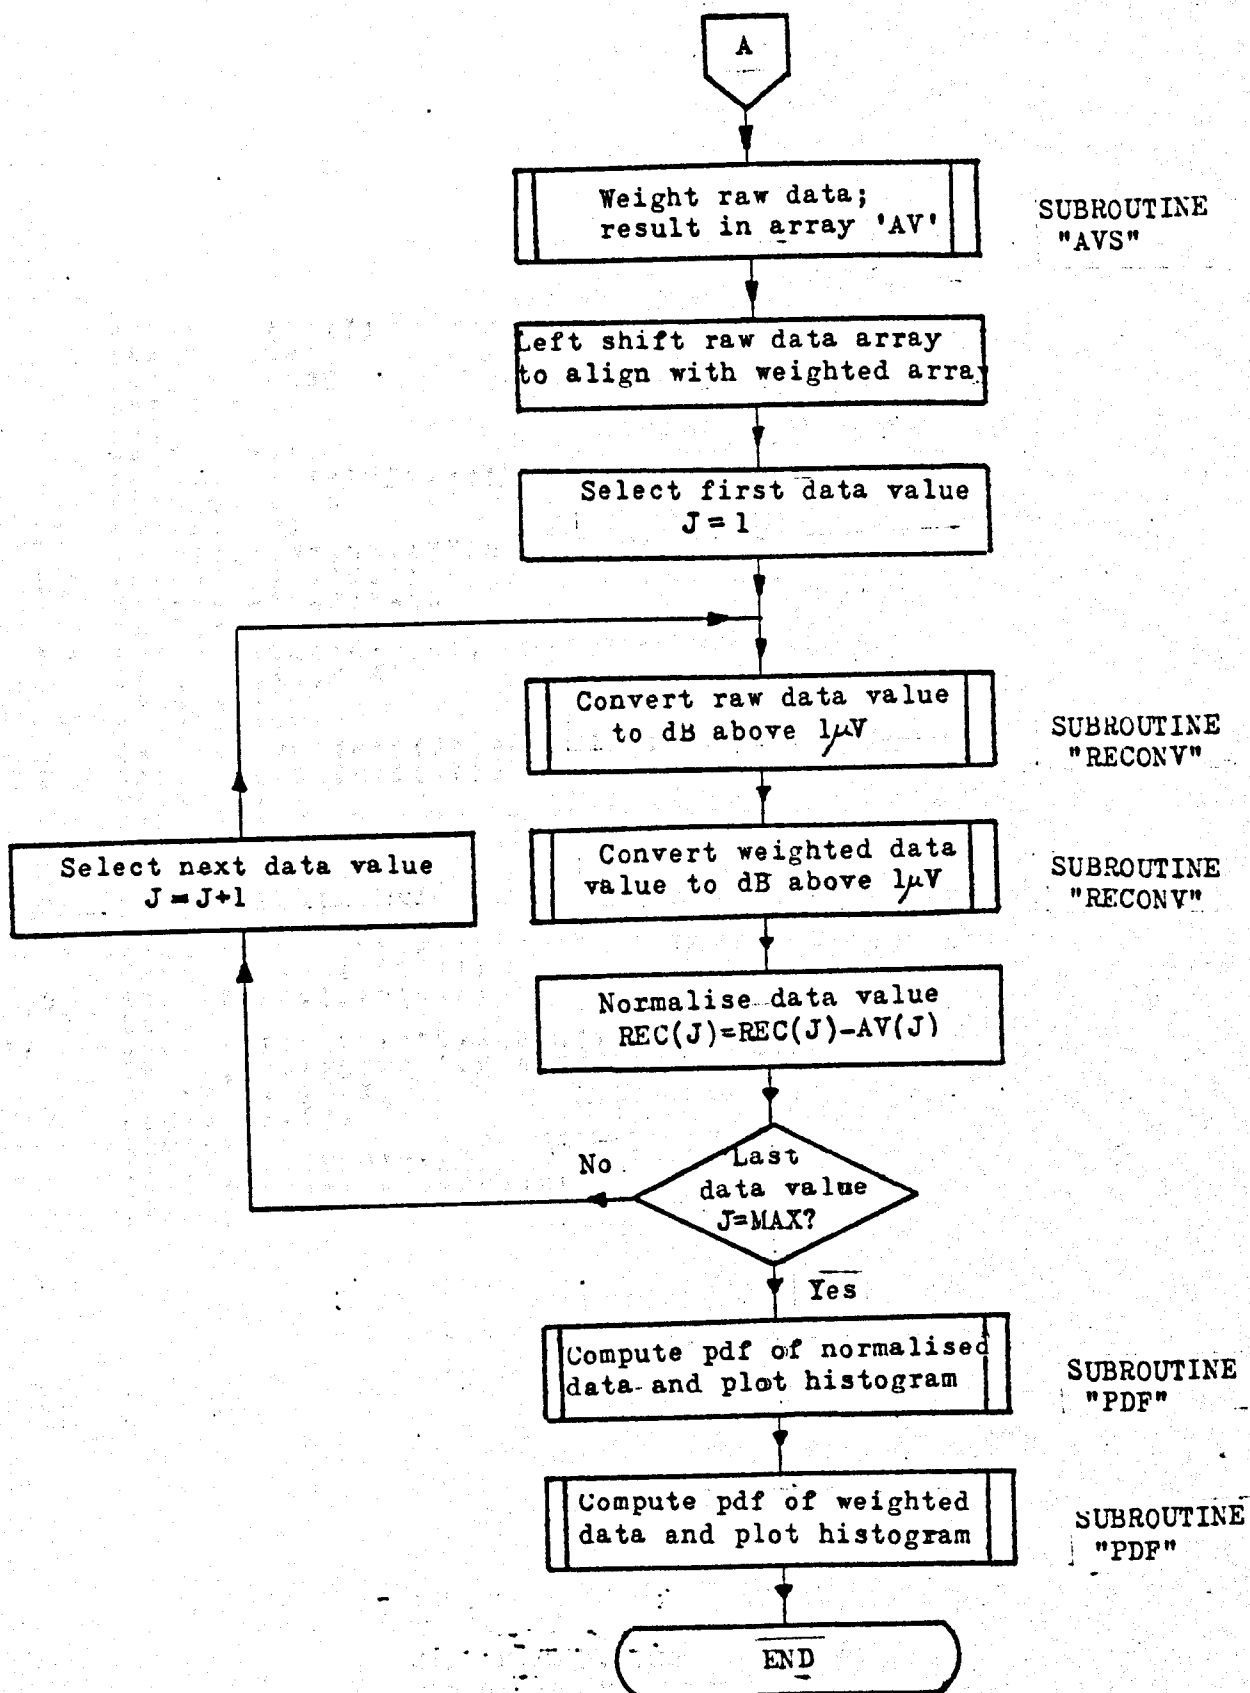 A
Weight raw data;
result in array 'AV'
SUBROUTINE
"AVS"
Left shift raw data array
to align with weighted array
Select first data value
J = 1
Convert raw data value
to dB above 1μV
SUBROUTINE
"RECONV"
Select next data value
J = J+1
Convert weighted data
value to dB above 1μV
SUBROUTINE
"RECONV"
Normalise data value
REC(J)=REC(J)-AV(J)
No
Last
data value
J=MAX?
Yes
Compute pdf of normalised
data and plot histogram
SUBROUTINE
"PDF"
Compute pdf of weighted
data and plot histogram
SUBROUTINE
"PDF"
END